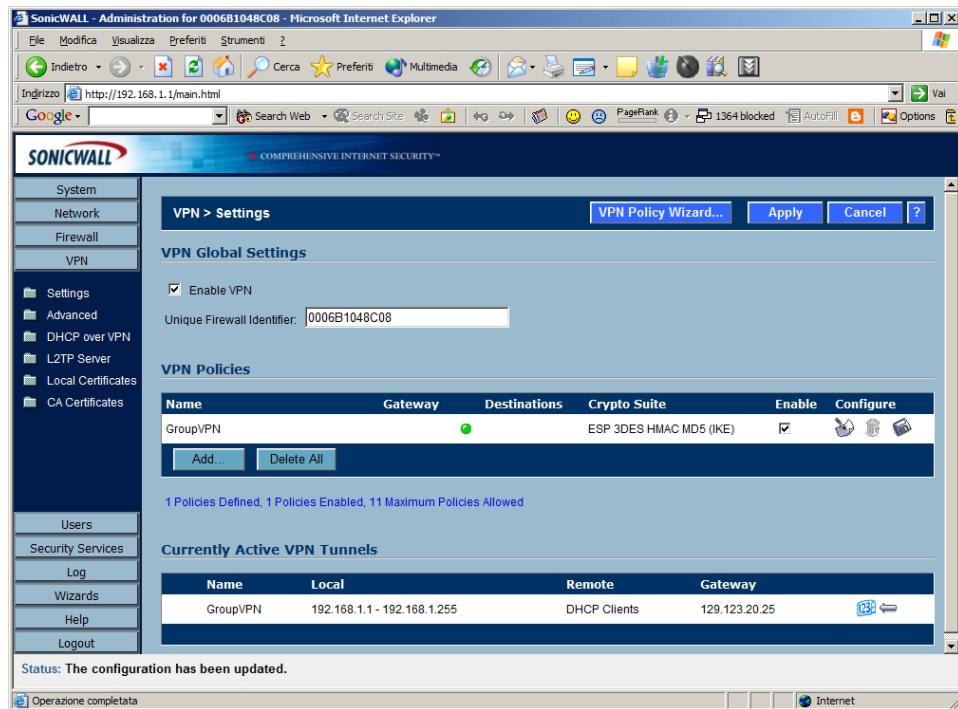 SonicWALL - Administration for 0006B1048C08 - Microsoft Internet Explorer
File Modifica Visualizza Preferiti Strumenti ?
Indietro Cerca Preferiti Multimedia
Indirizzo http://192.168.1.1/main.html Vai
Google Search Web Search Site PageRank 1364 blocked AutoFill Options
SONICWALL COMPREHENSIVE INTERNET SECURITY™
System
Network
Firewall
VPN
Settings
Advanced
DHCP over VPN
L2TP Server
Local Certificates
CA Certificates
Users
Security Services
Log
Wizards
Help
Logout
VPN > Settings VPN Policy Wizard... Apply Cancel ?
VPN Global Settings
Enable VPN
Unique Firewall Identifier: 0006B1048C08
VPN Policies
Name Gateway Destinations Crypto Suite Enable Configure
GroupVPN ESP 3DES HMAC MD5 (IKE)
Add... Delete All
1 Policies Defined, 1 Policies Enabled, 11 Maximum Policies Allowed
Currently Active VPN Tunnels
Name Local Remote Gateway
GroupVPN 192.168.1.1 - 192.168.1.255 DHCP Clients 129.123.20.25
Status: The configuration has been updated.
Operazione completata Internet